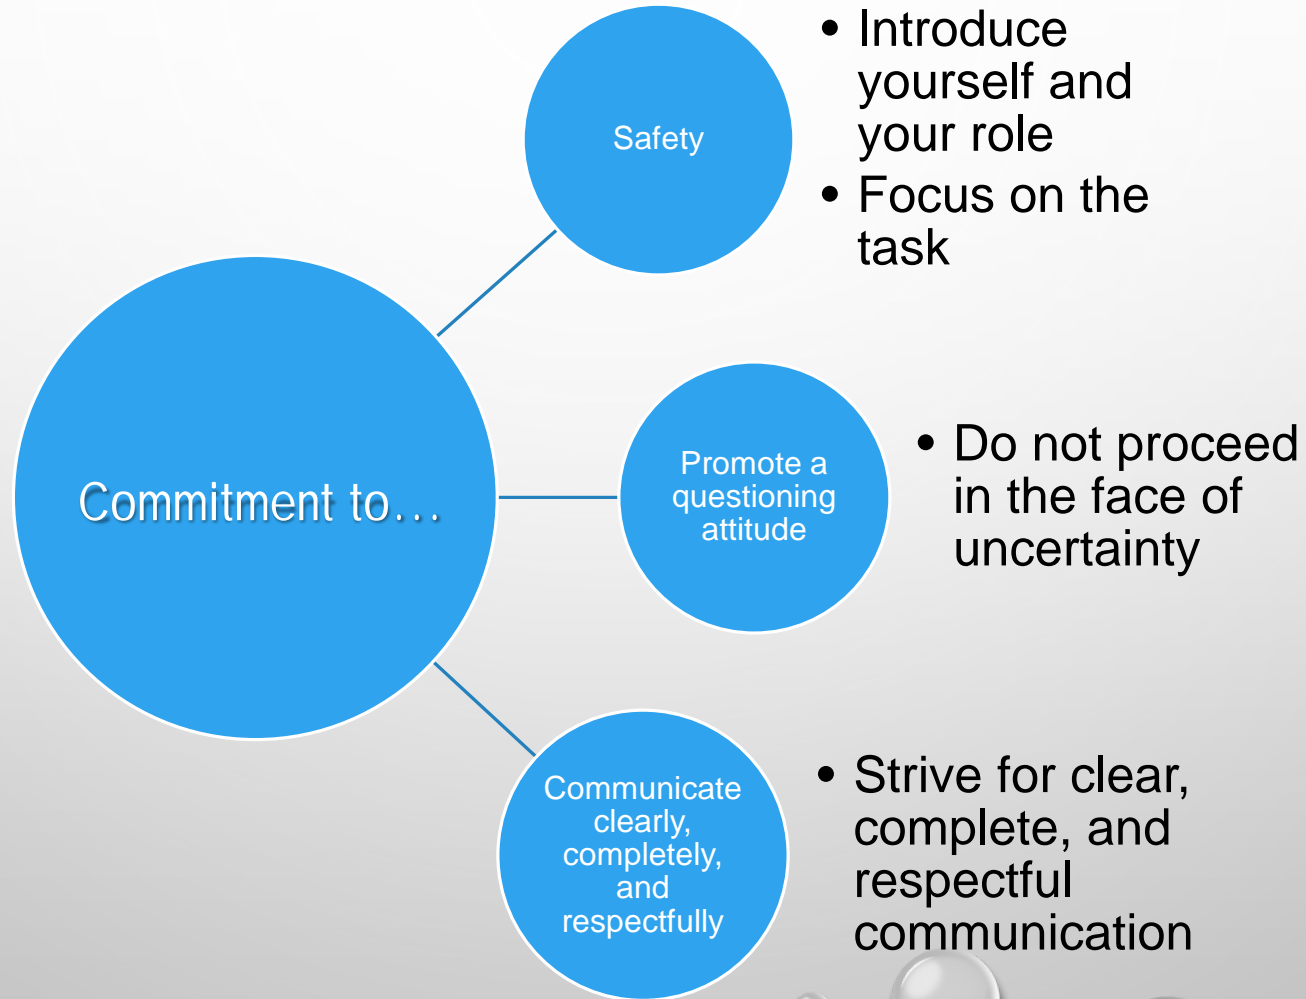 Commitment to…
Safety
• Introduce
yourself and
your role
• Focus on the
task
Promote a
questioning
attitude
• Do not proceed
in the face of
uncertainty
Communicate
clearly,
completely,
and
respectfully
• Strive for clear,
complete, and
respectful
communication